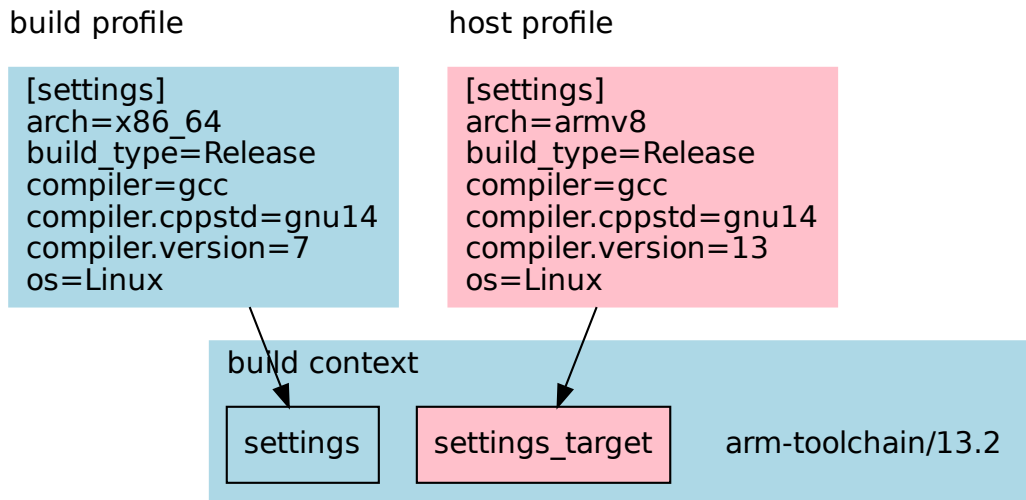 build profile
[settings]
arch=x86_64
build_type=Release
compiler=gcc
compiler.cppstd=gnu14
compiler.version=7
os=Linux
host profile
[settings]
arch=armv8
build_type=Release
compiler=gcc
compiler.cppstd=gnu14
compiler.version=13
os=Linux
build context
settings
settings_target
arm-toolchain/13.2